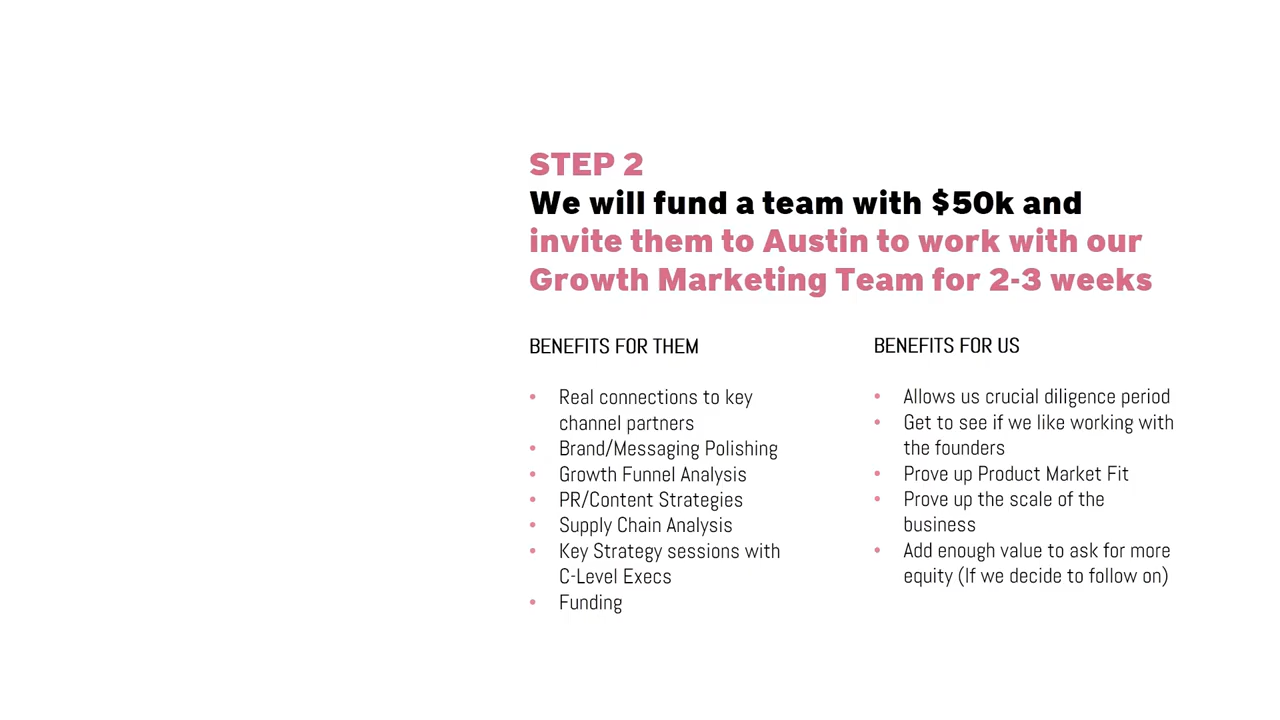 STEP 2
We will fund a team with $50k and
invite them to Austin to work with our
Growth Marketing Team for 2-3 weeks
BENEFITS FOR THEM
• Real connections to key
channel partners
• Brand/Messaging Polishing
• Growth Funnel Analysis
• PR/Content Strategies
• Supply Chain Analysis
• Key Strategy sessions with
C-Level Execs
• Funding
BENEFITS FOR US
• Allows us crucial diligence period
• Get to see if we like working with
the founders
• Prove up Product Market Fit
• Prove up the scale of the
business
• Add enough value to ask for more
equity (If we decide to follow on)